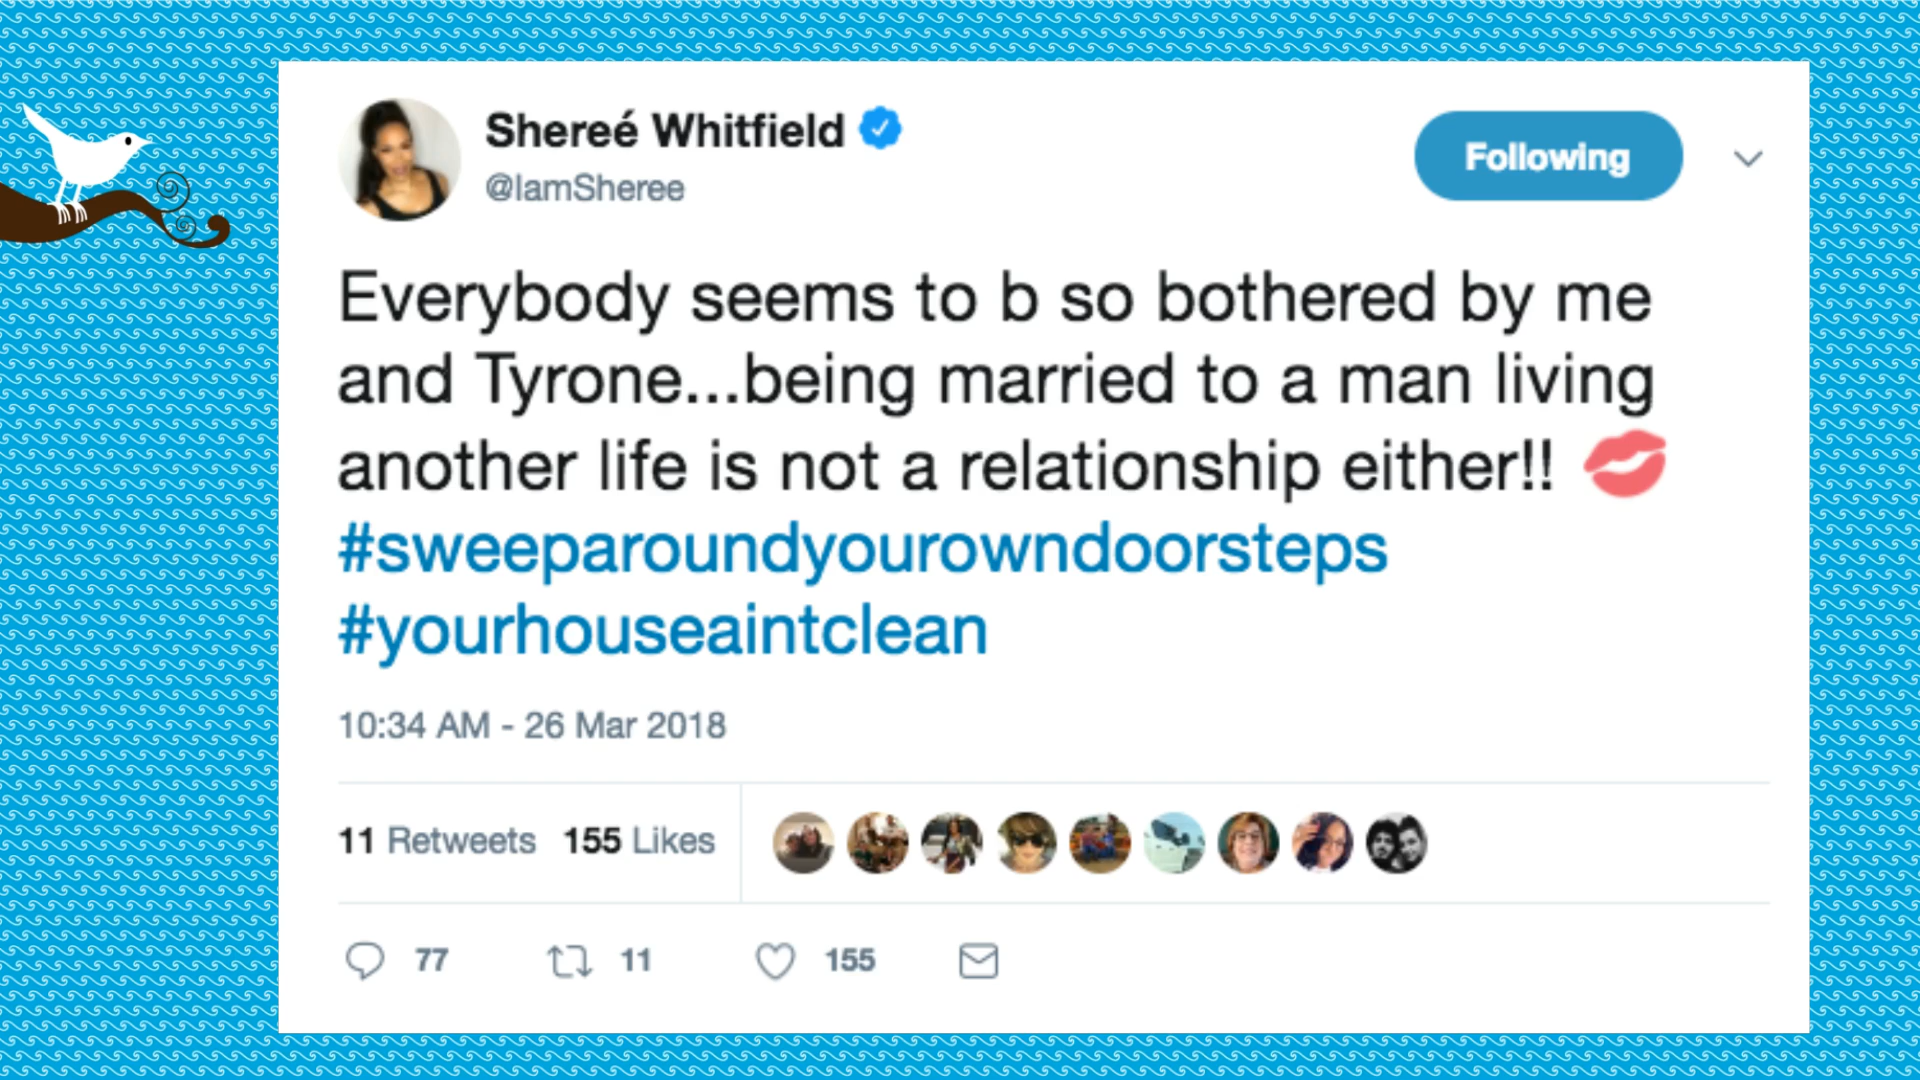 Shereé Whitfield
@IamSheree
Following
Everybody seems to b so bothered by me
and Tyrone...being married to a man living
another life is not a relationship either!! 💋
#sweeparoundyourowndoorsteps
#yourhouseaintclean
10:34 AM - 26 Mar 2018
11 Retweets 155 Likes
77 11 155